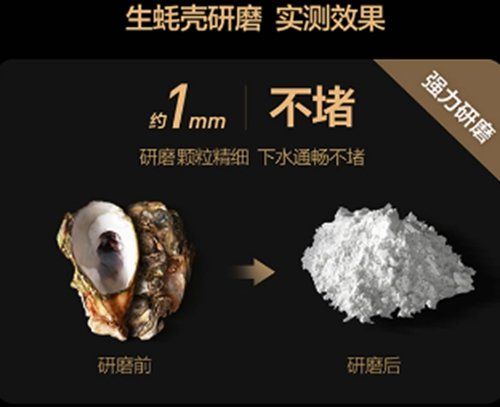 生蚝壳研磨 实测效果
强力研磨
约1mm 不堵
研磨颗粒精细 下水通畅不堵
研磨前 研磨后